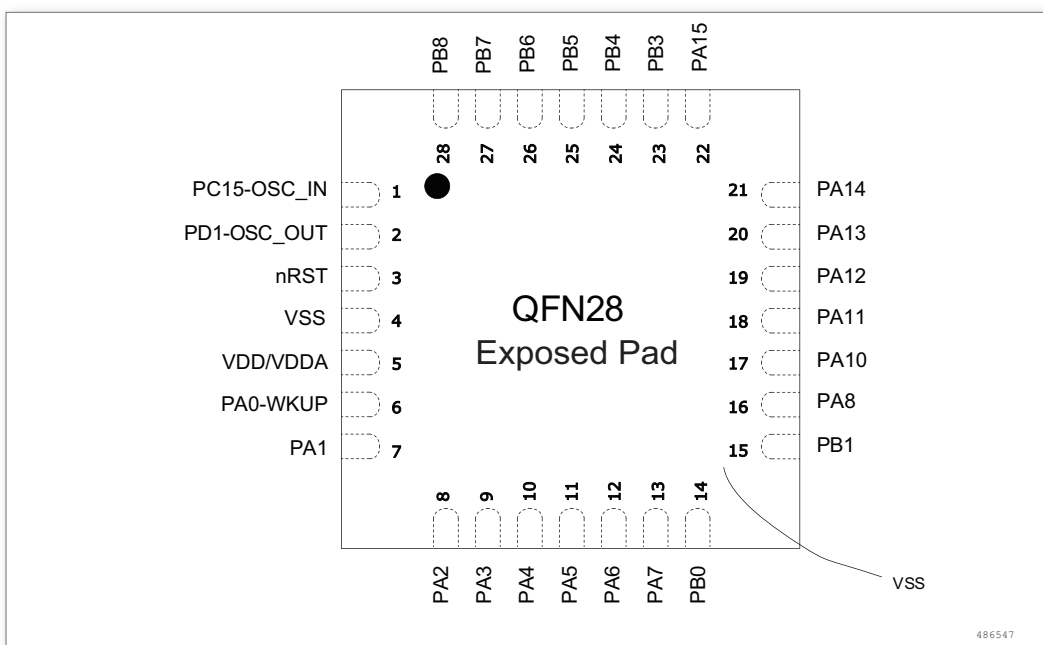 PB8
PB7
PB6
PB5
PB4
PB3
PA15
28
27
26
25
24
23
22
PC15-OSC_IN 1
PD1-OSC_OUT 2
nRST 3
VSS 4
VDD/VDDA 5
PA0-WKUP 6
PA1 7
QFN28
Exposed Pad
21 PA14
20 PA13
19 PA12
18 PA11
17 PA10
16 PA8
15 PB1
8
9
10
11
12
13
14
PA2
PA3
PA4
PA5
PA6
PA7
PB0
VSS
486547